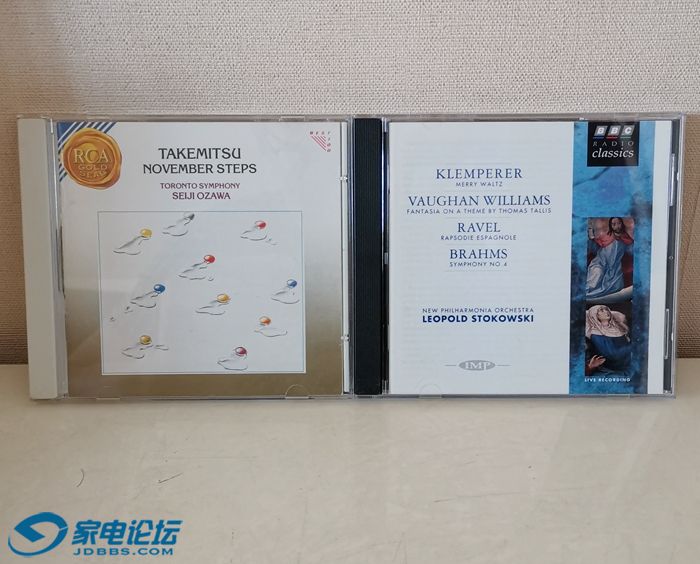 RCA
GOLD
SEAL
TAKEMITSU
NOVEMBER STEPS
TORONTO SYMPHONY
SEIJI OZAWA
BEST
100
BBC
RADIO
classics
KLEMPERER
MERRY WALTZ
VAUGHAN WILLIAMS
FANTASIA ON A THEME BY THOMAS TALLIS
RAVEL
RAPSODIE ESPAGNOLE
BRAHMS
SYMPHONY NO 4
NEW PHILHARMONIA ORCHESTRA
LEOPOLD STOKOWSKI
IMP
LIVE RECORDING
家电论坛
JDBBS.COM